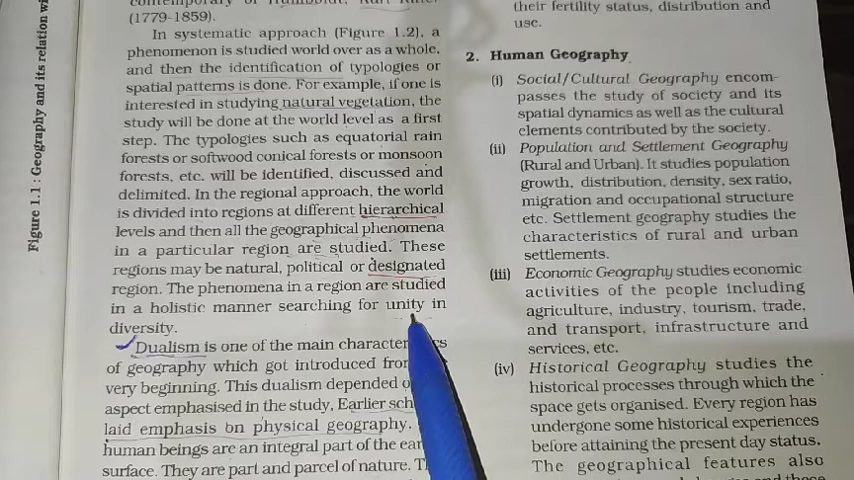 Figure 1.1 : Geography and its relation wi
(1779-1859).
In systematic approach (Figure 1.2), a
phenomenon is studied world over as a whole,
and then the identification of typologies or
spatial patterns is done. For example, if one is
interested in studying natural vegetation, the
study will be done at the world level as a first
step. The typologies such as equatorial rain
forests or softwood conical forests or monsoon
forests, etc. will be identified, discussed and
delimited. In the regional approach, the world
is divided into regions at different hierarchical
levels and then all the geographical phenomena
in a particular region are studied. These
regions may be natural, political or designated
region. The phenomena in a region are studied
in a holistic manner searching for unity in
diversity.
Dualism is one of the main character
of geography which got introduced
very beginning. This dualism depended
aspect emphasised in the study. Earlier
laid emphasis on physical geography.
human beings are an integral part of the
surface. They are part and parcel of nature.
their fertility status, distribution and
use.
2. Human Geography
(i) Social/Cultural Geography encom-
passes the study of society and its
spatial dynamics as well as the cultural
elements contributed by the society.
(ii) Population and Settlement Geography
(Rural and Urban). It studies population
growth, distribution, density, sex ratio,
migration and occupational structure
etc. Settlement geography studies the
characteristics of rural and urban
settlements.
(iii) Economic Geography studies economic
activities of the people including
agriculture, industry, tourism, trade,
and transport, infrastructure and
services, etc.
(iv) Historical Geography studies the
historical processes through which the
space gets organised. Every region has
undergone some historical experiences
before attaining the present day status.
The geographical features also